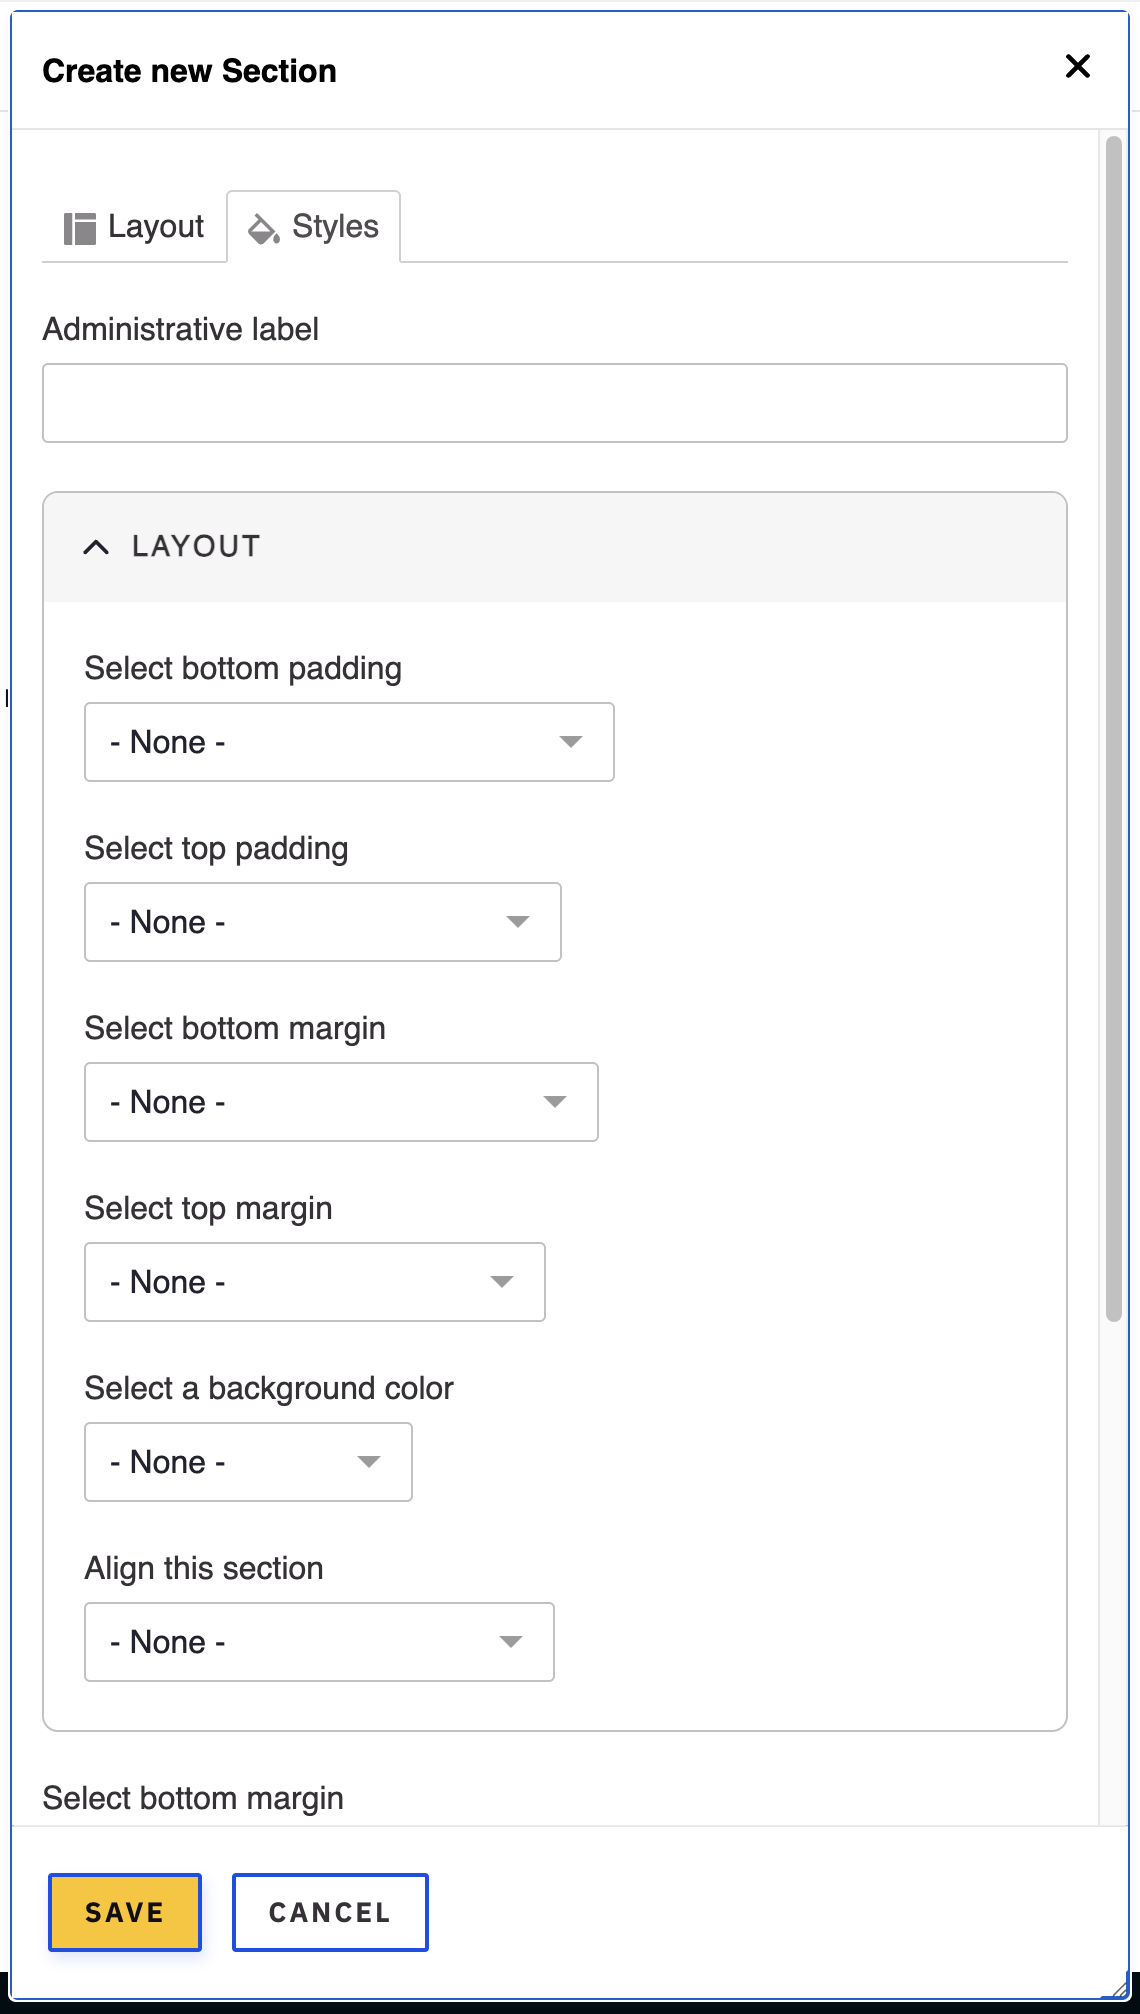 Create new Section
Layout
Styles
Administrative label
LAYOUT
Select bottom padding
- None -
Select top padding
- None -
Select bottom margin
- None -
Select top margin
- None -
Select a background color
- None -
Align this section
- None -
Select bottom margin
SAVE
CANCEL